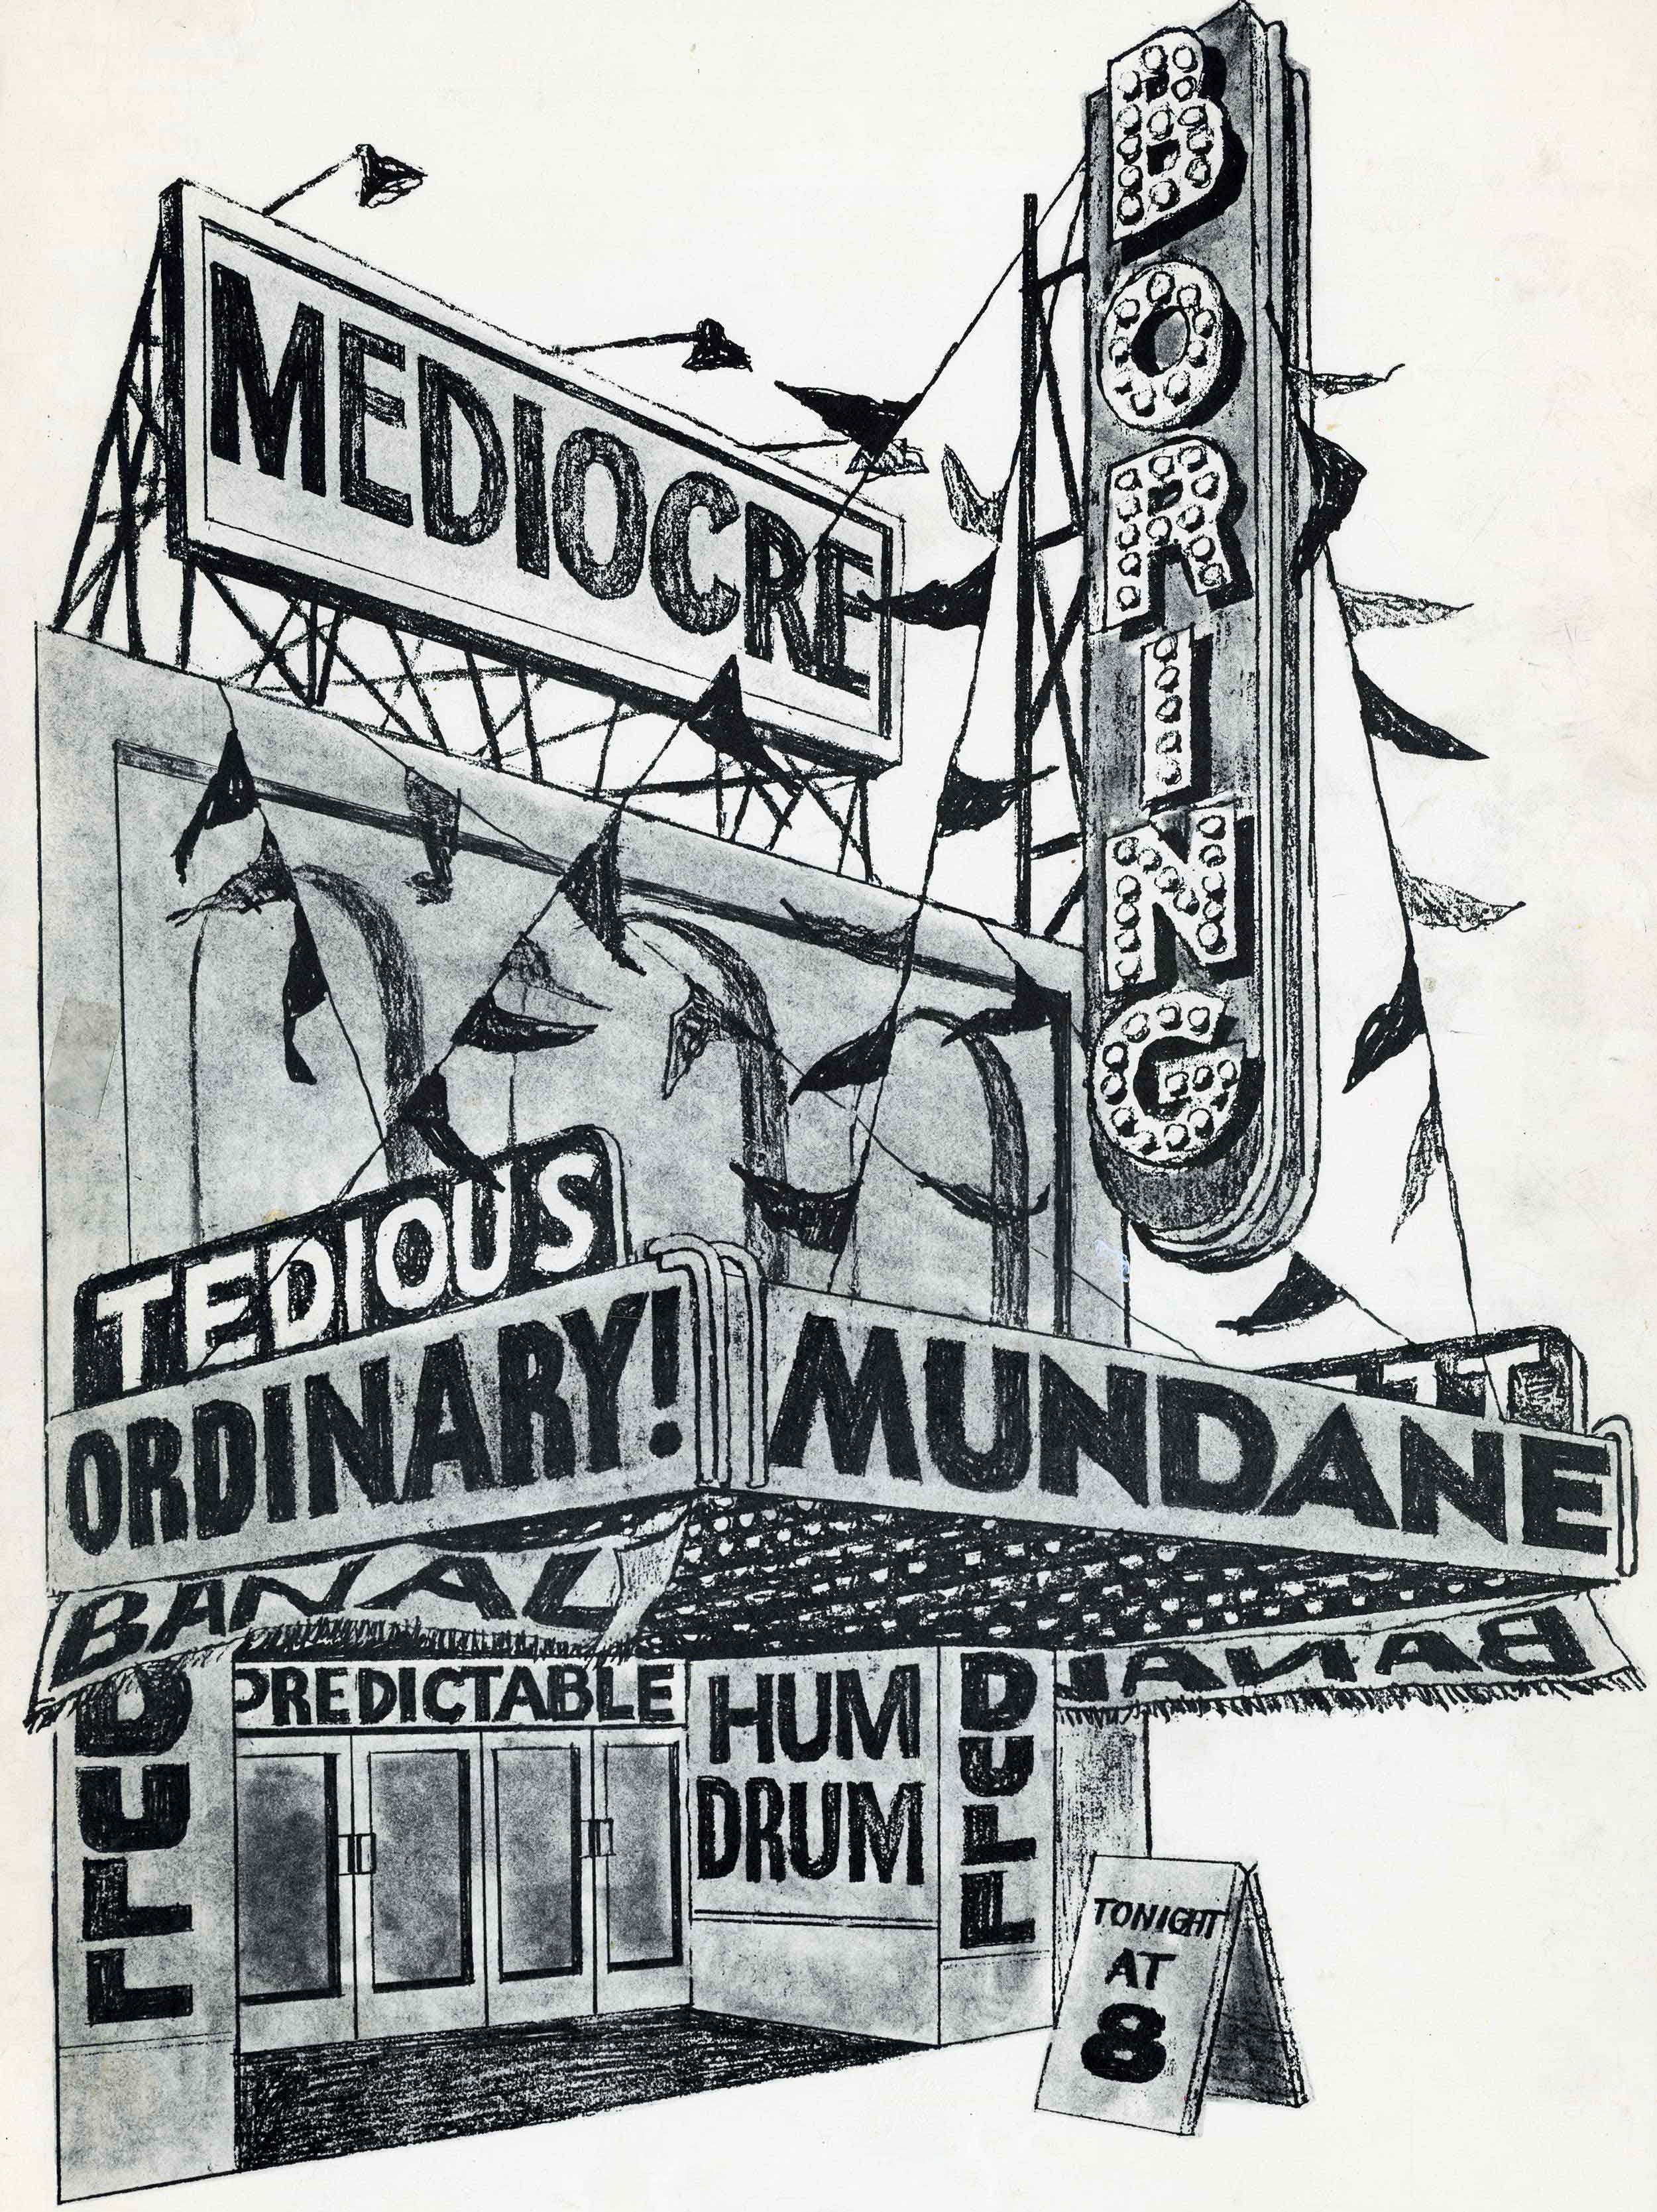 BORING
MEDIOCRE
TEDIOUS
ORDINARY!
MUNDANE
BANAL
BANAL
PREDICTABLE
HUM
DRUM
DULL
DULL
TONIGHT
AT
8